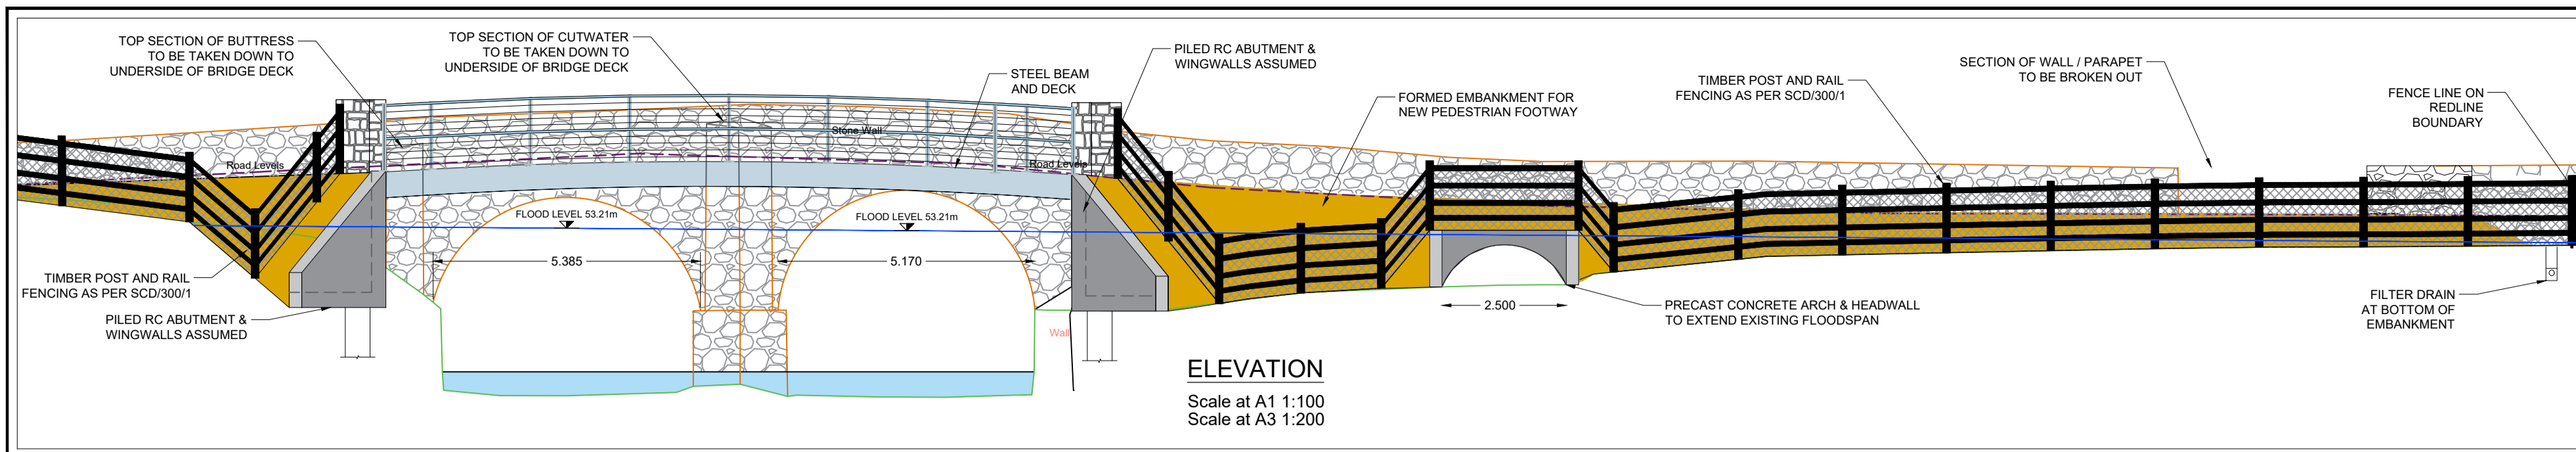 TOP SECTION OF BUTTRESS
TO BE TAKEN DOWN TO
UNDERSIDE OF BRIDGE DECK
TOP SECTION OF CUTWATER
TO BE TAKEN DOWN TO
UNDERSIDE OF BRIDGE DECK
STEEL BEAM
AND DECK
PILED RC ABUTMENT &
WINGWALLS ASSUMED
FORMED EMBANKMENT FOR
NEW PEDESTRIAN FOOTWAY
TIMBER POST AND RAIL
FENCING AS PER SCD/300/1
SECTION OF WALL / PARAPET
TO BE BROKEN OUT
FENCE LINE ON
REDLINE
BOUNDARY
Stone Wall
Road Levels
Road Levels
FLOOD LEVEL 53.21m
FLOOD LEVEL 53.21m
5.385
5.170
TIMBER POST AND RAIL
FENCING AS PER SCD/300/1
PILED RC ABUTMENT &
WINGWALLS ASSUMED
Wall
2.500
PRECAST CONCRETE ARCH & HEADWALL
TO EXTEND EXISTING FLOODSPAN
FILTER DRAIN
AT BOTTOM OF
EMBANKMENT
ELEVATION
Scale at A1 1:100
Scale at A3 1:200